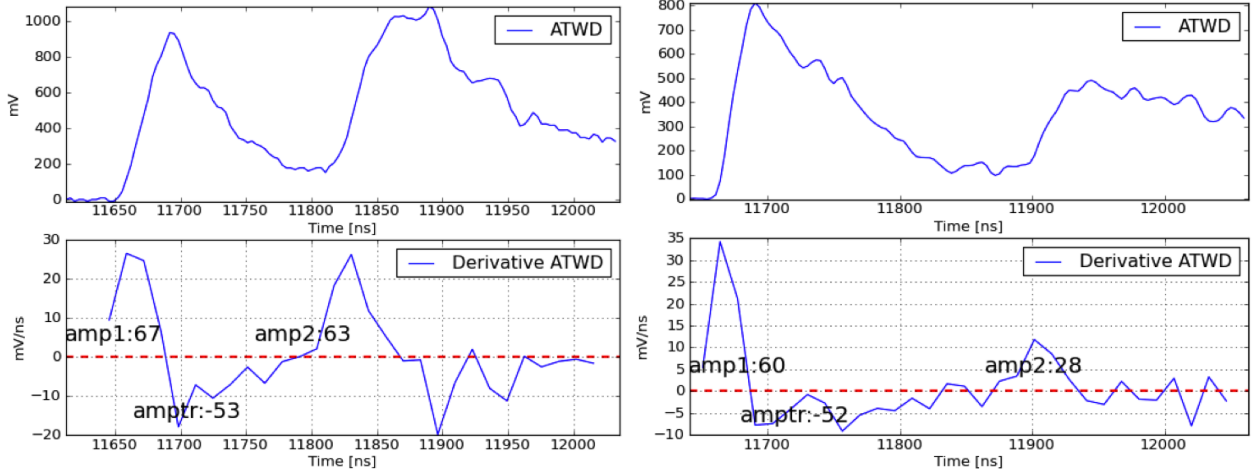 1000
800
600
400
200
0
mV
ATWD
11650 11700 11750 11800 11850 11900 11950 12000
Time [ns]
800
700
600
500
400
300
200
100
0
mV
ATWD
11700 11800 11900 12000
Time [ns]
30
20
10
0
−10
−20
mV/ns
Derivative ATWD
amp1:67
amp2:63
amptr:-53
11650 11700 11750 11800 11850 11900 11950 12000
Time [ns]
35
30
25
20
15
10
5
0
−5
−10
mV/ns
Derivative ATWD
amp1:60
amp2:28
amptr:-52
11700 11800 11900 12000
Time [ns]